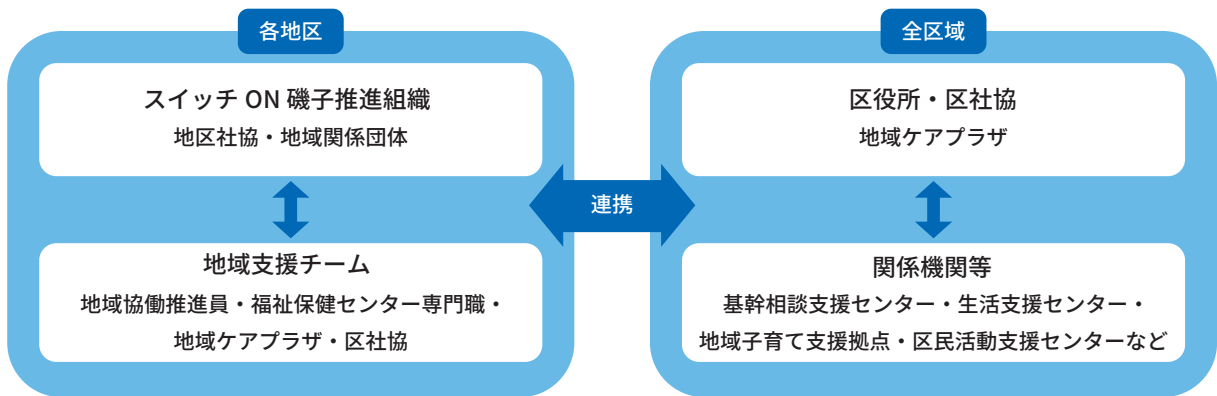 各地区
スイッチ ON 磯子推進組織
地区社協・地域関係団体
地域支援チーム
地域協働推進員・福祉保健センター専門職・
地域ケアプラザ・区社協
連携
全区域
区役所・区社協
地域ケアプラザ
関係機関等
基幹相談支援センター・生活支援センター・
地域子育て支援拠点・区民活動支援センターなど